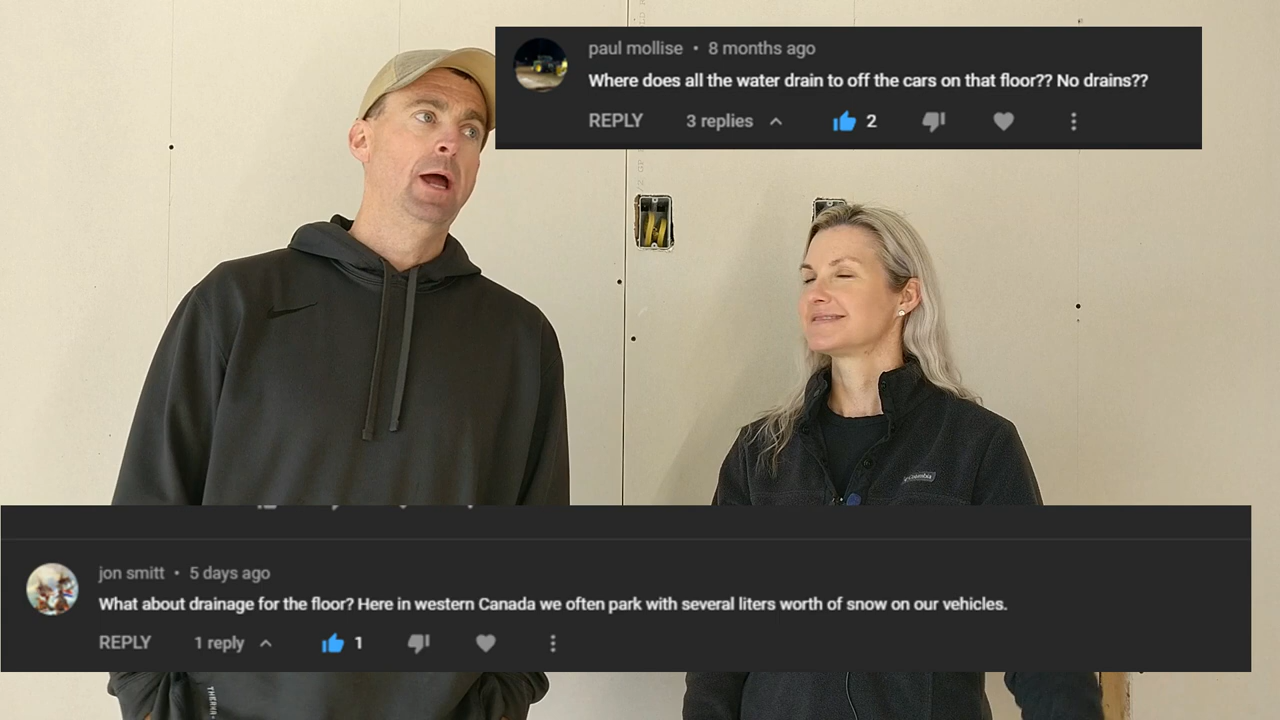 paul mollise • 8 months ago
Where does all the water drain to off the cars on that floor?? No drains??
REPLY 3 replies 2
jon smitt • 5 days ago
What about drainage for the floor? Here in western Canada we often park with several liters worth of snow on our vehicles.
REPLY 1 reply 1
Columbia